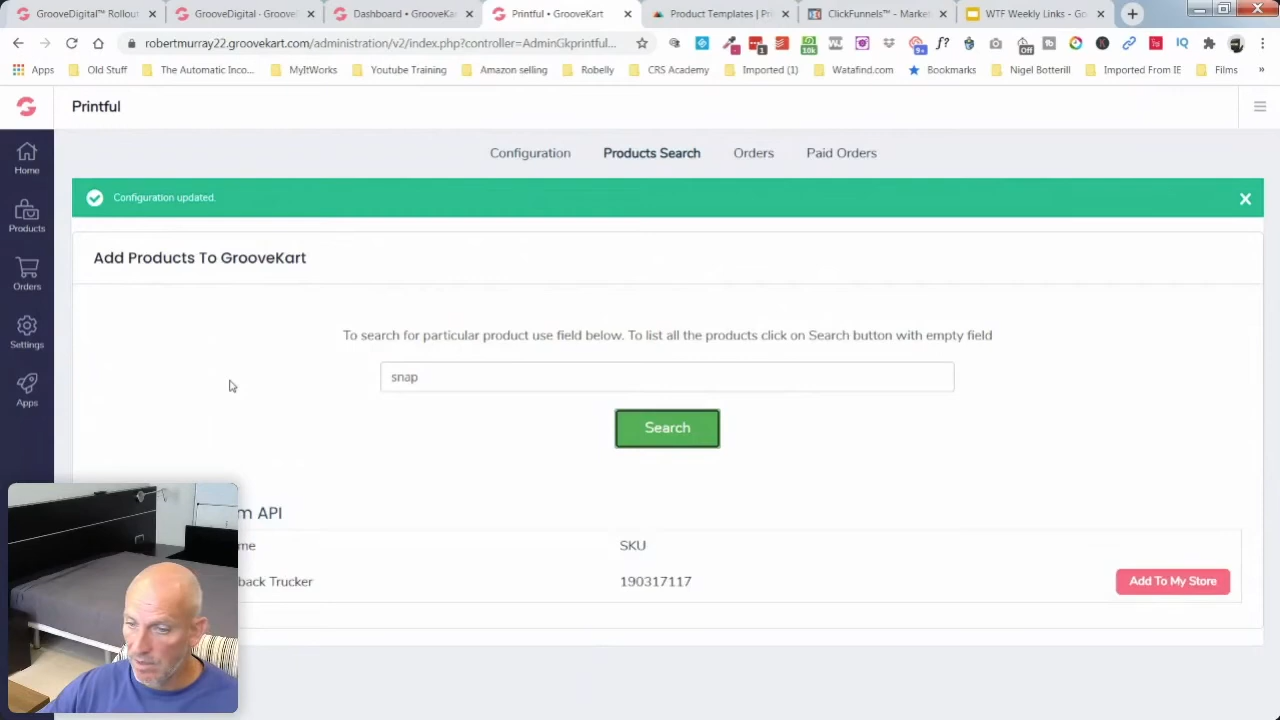 GrooveDigital™ Rollout
GrooveDigital - Groove
Dashboard • GrooveKar
Printful • GrooveKart
Product Templates | Pri
ClickFunnels™ - Market
WTF Weekly Links - Go
robertmurray22.groovekart.com/administration/v2/index.php?controller=AdminGkprintful...
Apps
Old Stuff
The Automatic Inco...
MyItWorks
Youtube Training
Amazon selling
Robelly
CRS Academy
Imported (1)
Watafind.com
Bookmarks
Nigel Botterill
Imported From IE
Films
»
Printful
Home
Products
Orders
Settings
Apps
Configuration
Products Search
Orders
Paid Orders
Configuration updated.
Add Products To GrooveKart
To search for particular product use field below. To list all the products click on Search button with empty field
snap
Search
m API
me
SKU
back Trucker
190317117
Add To My Store